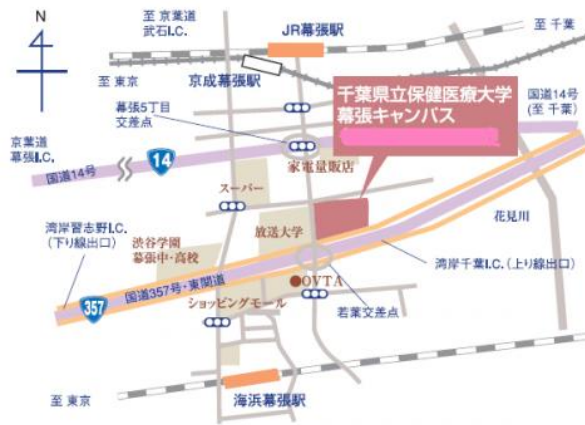 至 京葉道
武石I.C.
JR幕張駅
至 千葉
至 東京
京成幕張駅
千葉県立保健医療大学
幕張キャンパス
国道14号
(至 千葉)
幕張5丁目
交差点
京葉道
幕張I.C.
14
国道14号
家電量販店
スーパー
湾岸習志野I.C.
(下り線出口)
渋谷学園
幕張中・高校
放送大学
花見川
湾岸千葉I.C.(上り線出口)
国道357号・東関道
357
OVTA
ショッピングモール
若葉交差点
至 東京
海浜幕張駅